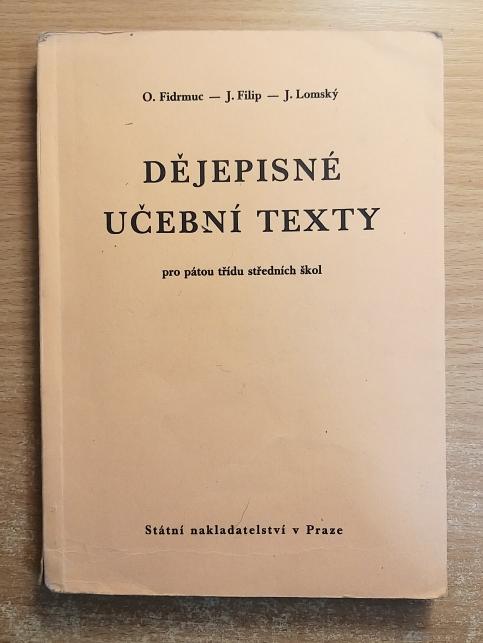 O. Fidrmuc — J. Filip — J. Lomský
DĚJEPISNÉ
UČEBNÍ TEXTY
pro pátou třídu středních škol
Státní nakladatelství v Praze